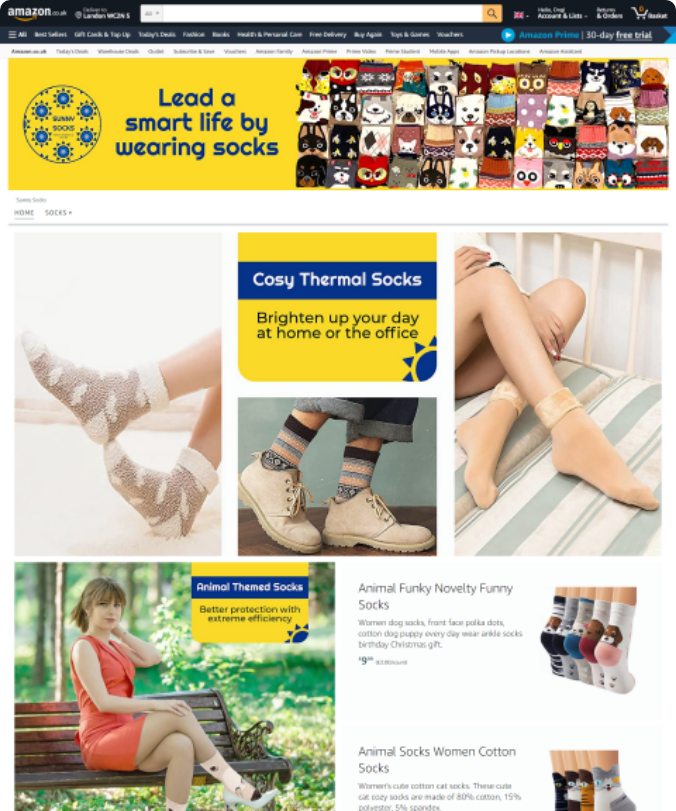 amazon.co.uk
Deliver to
London WC2N 5
All
Hello,
Account & Lists
Returns
& Orders
0
Basket
All Best Sellers Gift Cards & Top Up Today's Deals Fashion Books Health & Personal Care Free Delivery Buy Again Toys & Games Vouchers
Amazon Prime | 30-day free trial
Amazon.co.uk Today's Deals Warehouse Deals Outlet Subscribe & Save Vouchers Amazon Family Amazon Prime Prime Video Prime Student Mobile Apps Amazon Pickup Locations Amazon Assistant
SUNNY
SOCKS
Lead a
smart life by
wearing socks
Sunny Socks
HOME SOCKS
Cosy Thermal Socks
Brighten up your day
at home or the office
Animal Themed Socks
Better protection with
extreme efficiency
Animal Funky Novelty Funny
Socks
Women dog socks, front face polka dots,
cotton dog puppy every day wear ankle socks
birthday Christmas gift.
Animal Socks Women Cotton
Socks
Women's cute cotton cat socks. These cute
cat cozy socks are made of 80% cotton, 15%
polyester, 5% spandex.